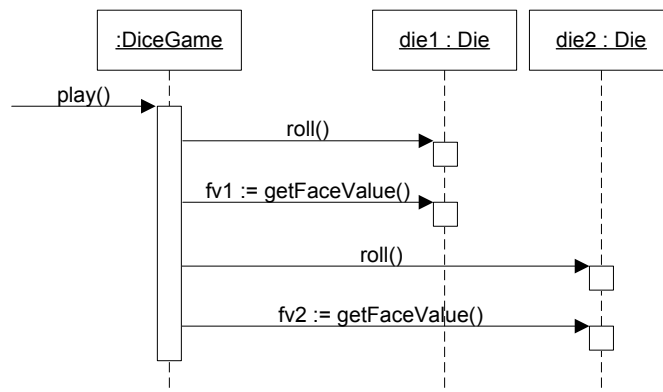 :DiceGame
die1 : Die
die2 : Die
play()
roll()
fv1 := getFaceValue()
roll()
fv2 := getFaceValue()